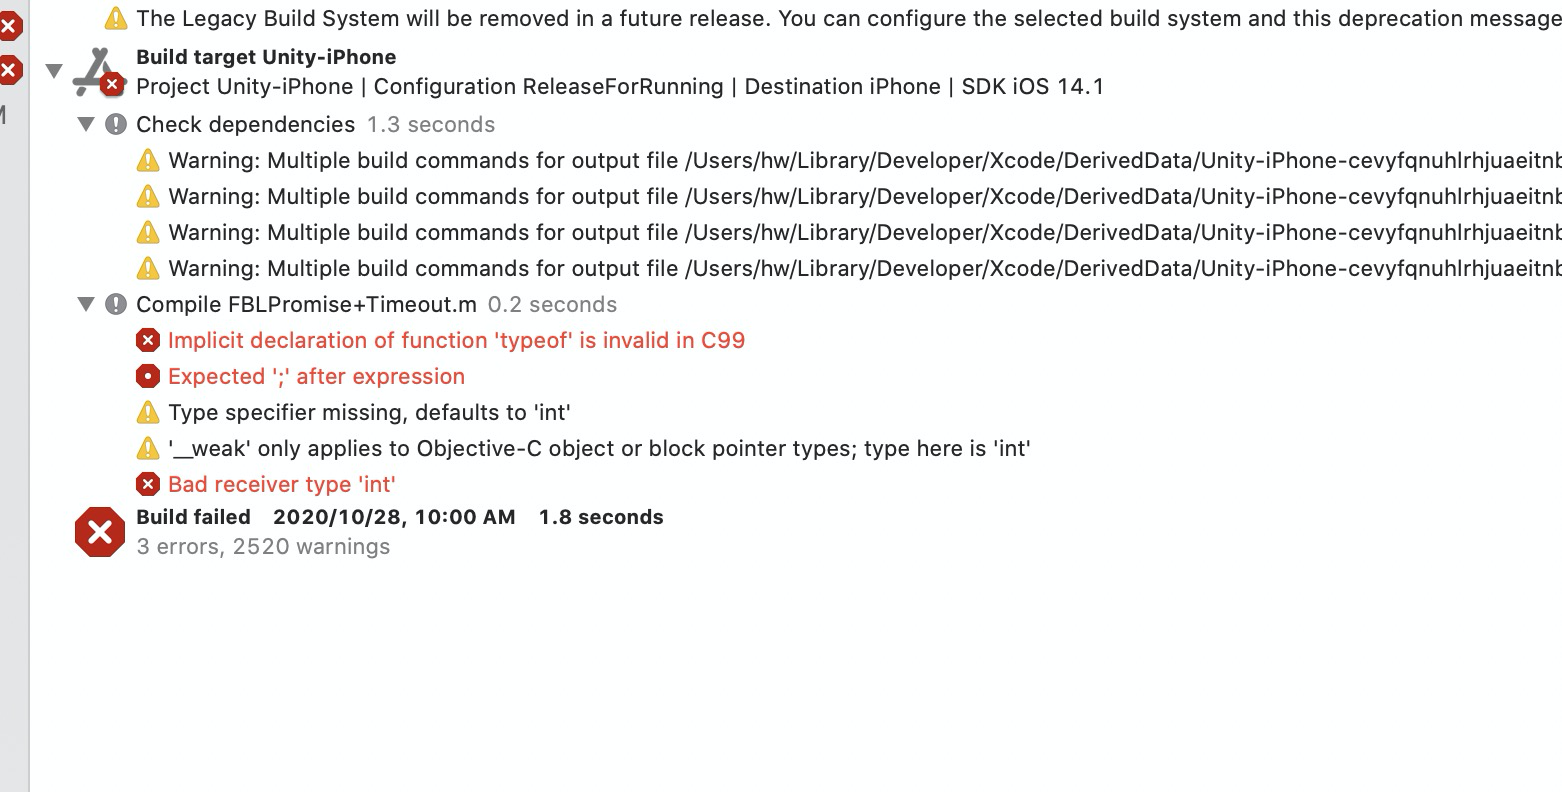 The Legacy Build System will be removed in a future release. You can configure the selected build system and this deprecation message
Build target Unity-iPhone
Project Unity-iPhone | Configuration ReleaseForRunning | Destination iPhone | SDK iOS 14.1
Check dependencies 1.3 seconds
Warning: Multiple build commands for output file /Users/hw/Library/Developer/Xcode/DerivedData/Unity-iPhone-cevyfqnuhlrhjuaeitnb
Warning: Multiple build commands for output file /Users/hw/Library/Developer/Xcode/DerivedData/Unity-iPhone-cevyfqnuhlrhjuaeitnb
Warning: Multiple build commands for output file /Users/hw/Library/Developer/Xcode/DerivedData/Unity-iPhone-cevyfqnuhlrhjuaeitnb
Warning: Multiple build commands for output file /Users/hw/Library/Developer/Xcode/DerivedData/Unity-iPhone-cevyfqnuhlrhjuaeitnb
Compile FBLPromise+Timeout.m 0.2 seconds
Implicit declaration of function 'typeof' is invalid in C99
Expected ';' after expression
Type specifier missing, defaults to 'int'
'__weak' only applies to Objective-C object or block pointer types; type here is 'int'
Bad receiver type 'int'
Build failed 2020/10/28, 10:00 AM 1.8 seconds
3 errors, 2520 warnings